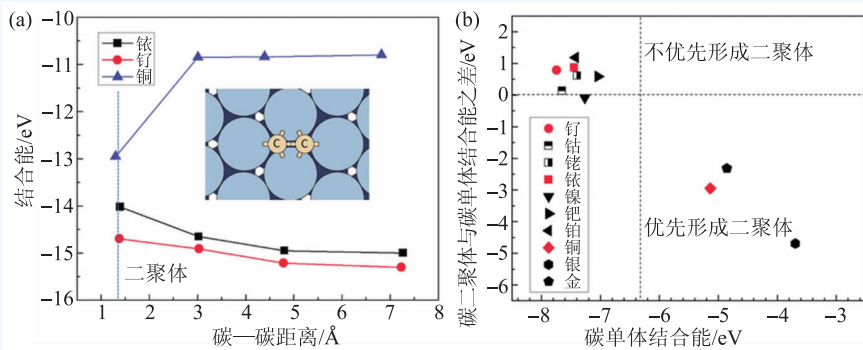 (a)
-10
-11
-12
-13
-14
-15
-16
0
1
2
3
4
5
6
7
8
结合能/eV
碳—碳距离/Å
铱
钌
铜
C
C
二聚体
(b)
2
1
0
-1
-2
-3
-4
-5
-6
-8
-7
-6
-5
-4
-3
碳二聚体与碳单体结合能之差/eV
碳单体结合能/eV
不优先形成二聚体
优先形成二聚体
钌
钴
铑
铱
镍
钯
铂
铜
银
金